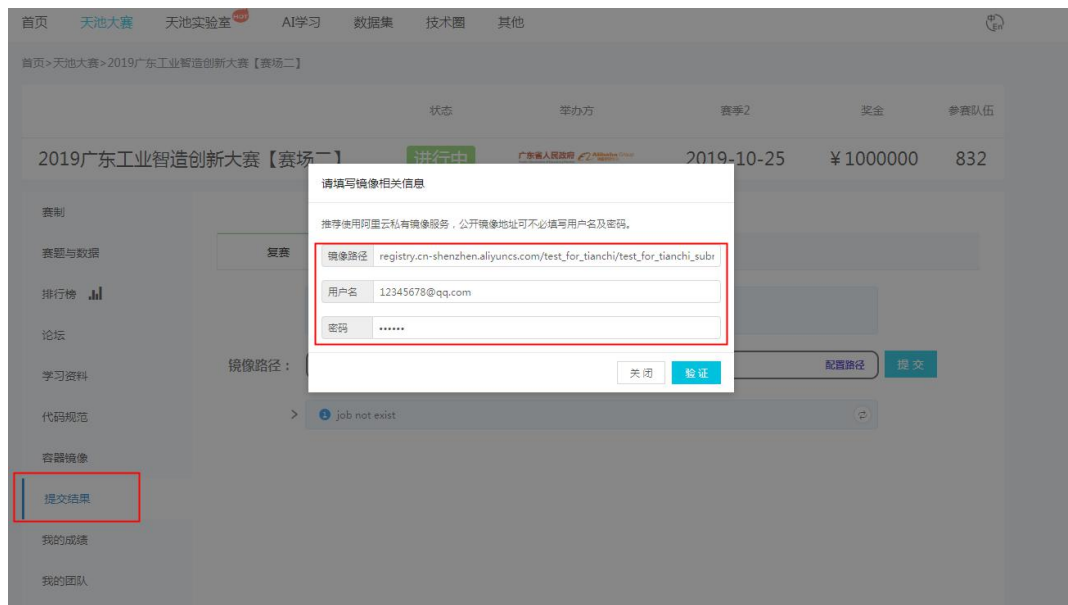 首页 天池大赛 天池实验室 AI学习 数据集 技术圈 其他
首页>天池大赛>2019广东工业智造创新大赛【赛场二】
状态 举办方 赛季2 奖金 参赛队伍
2019广东工业智造创新大赛【赛场二】 进行中 广东省人民政府 2019-10-25 ￥1000000 832
请填写镜像相关信息
赛制
推荐使用阿里云私有镜像服务，公开镜像地址可不必填写用户名及密码。
赛题与数据 复赛
镜像路径 registry.cn-shenzhen.aliyuncs.com/test_for_tianchi/test_for_tianchi_subr
排行榜
用户名 12345678@qq.com
论坛
密码 ••••••
镜像路径： 配置路径 提交
学习资料
关闭 验证
代码规范
job not exist
容器镜像
提交结果
我的成绩
我的团队